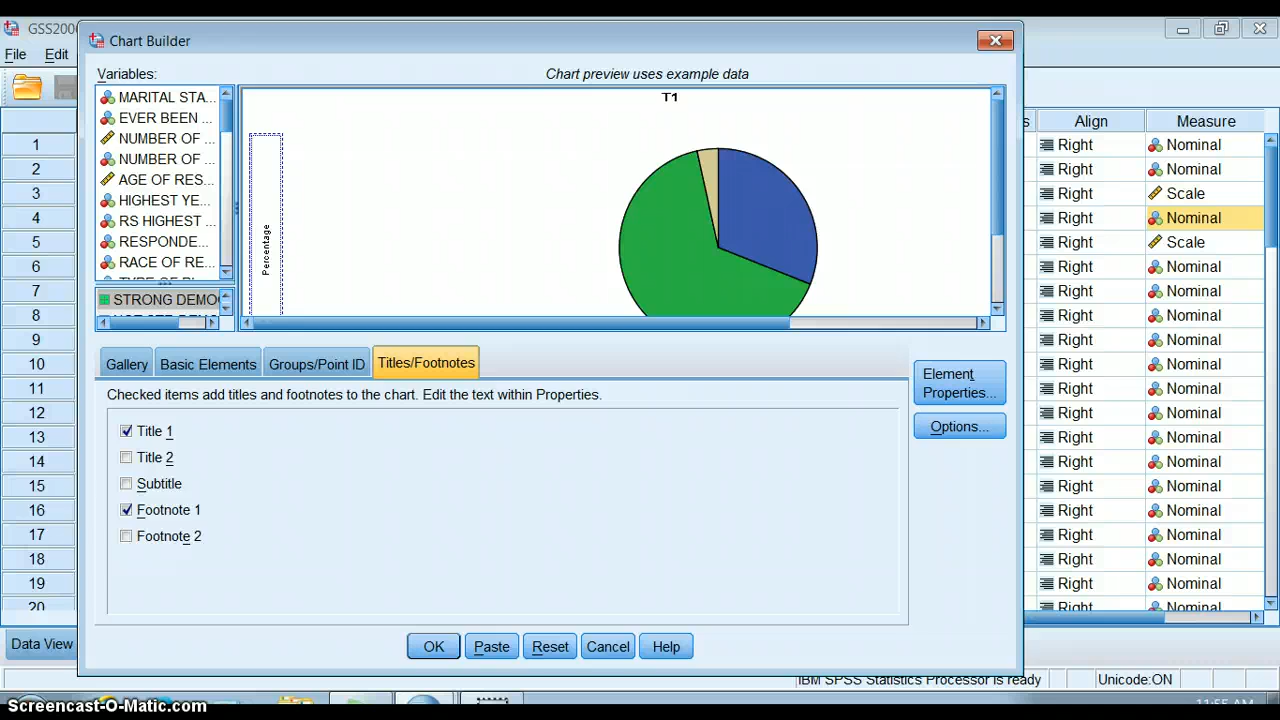 GSS200
Chart Builder
File Edit
Variables:
Chart preview uses example data
MARITAL STA...
EVER BEEN ...
NUMBER OF ...
NUMBER OF ...
AGE OF RES...
HIGHEST YE...
RS HIGHEST ...
RESPONDE...
RACE OF RE...
STRONG DEMO
T1
Percentage
Align Measure
1 Right Nominal
2 Right Nominal
3 Right Scale
4 Right Nominal
5 Right Scale
6 Right Nominal
7 Right Nominal
8 Right Nominal
9 Right Nominal
10 Right Nominal
11 Right Nominal
12 Right Nominal
13 Right Nominal
14 Right Nominal
15 Right Nominal
16 Right Nominal
17 Right Nominal
18 Right Nominal
19 Right Nominal
20 Right Nominal
Gallery Basic Elements Groups/Point ID Titles/Footnotes
Checked items add titles and footnotes to the chart. Edit the text within Properties.
Title 1
Title 2
Subtitle
Footnote 1
Footnote 2
Element
Properties...
Options...
OK Paste Reset Cancel Help
Data View
IBM SPSS Statistics Processor is ready Unicode:ON
11:55 AM
Screencast-O-Matic.com